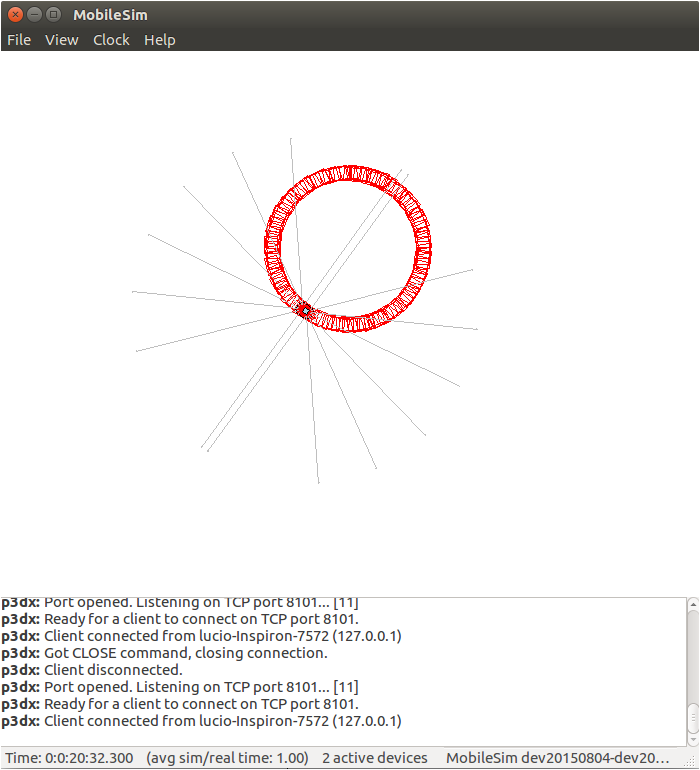 MobileSim
File View Clock Help
p3dx: Port opened. Listening on TCP port 8101... [11]
p3dx: Ready for a client to connect on TCP port 8101.
p3dx: Client connected from lucio-Inspiron-7572 (127.0.0.1)
p3dx: Got CLOSE command, closing connection.
p3dx: Client disconnected.
p3dx: Port opened. Listening on TCP port 8101... [11]
p3dx: Ready for a client to connect on TCP port 8101.
p3dx: Client connected from lucio-Inspiron-7572 (127.0.0.1)
Time: 0:0:20:32.300 (avg sim/real time: 1.00) 2 active devices MobileSim dev20150804-dev20...